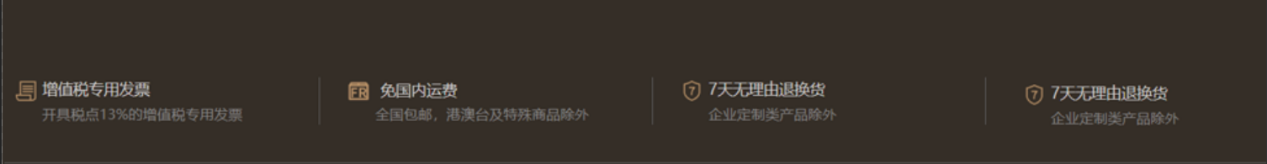 增值税专用发票
开具税点13%的增值税专用发票
FR 免国内运费
全国包邮，港澳台及特殊商品除外
7 7天无理由退换货
企业定制类产品除外
7 7天无理由退换货
企业定制类产品除外